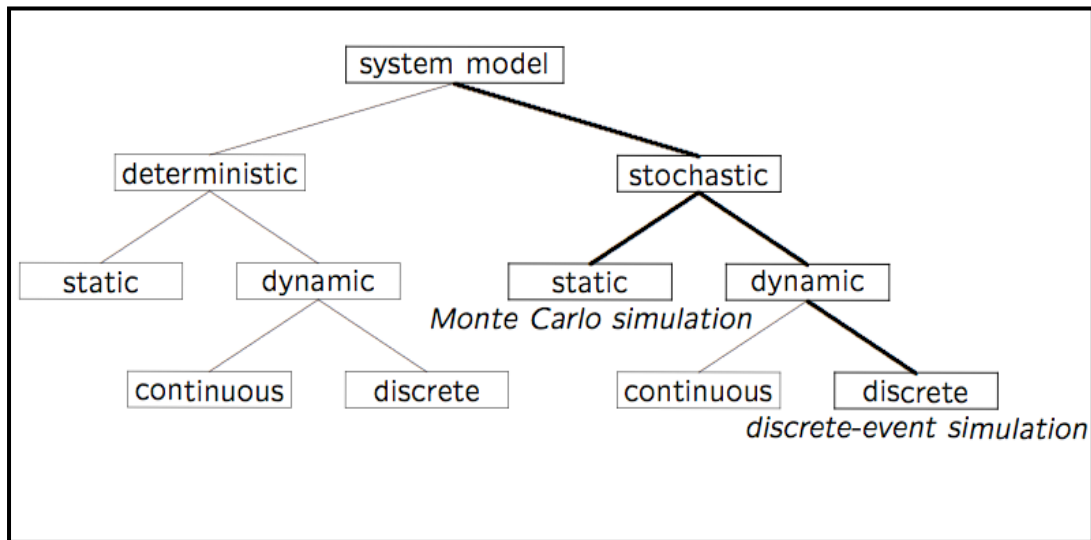 system model
deterministic
stochastic
static
dynamic
static
dynamic
Monte Carlo simulation
continuous
discrete
continuous
discrete
discrete-event simulation